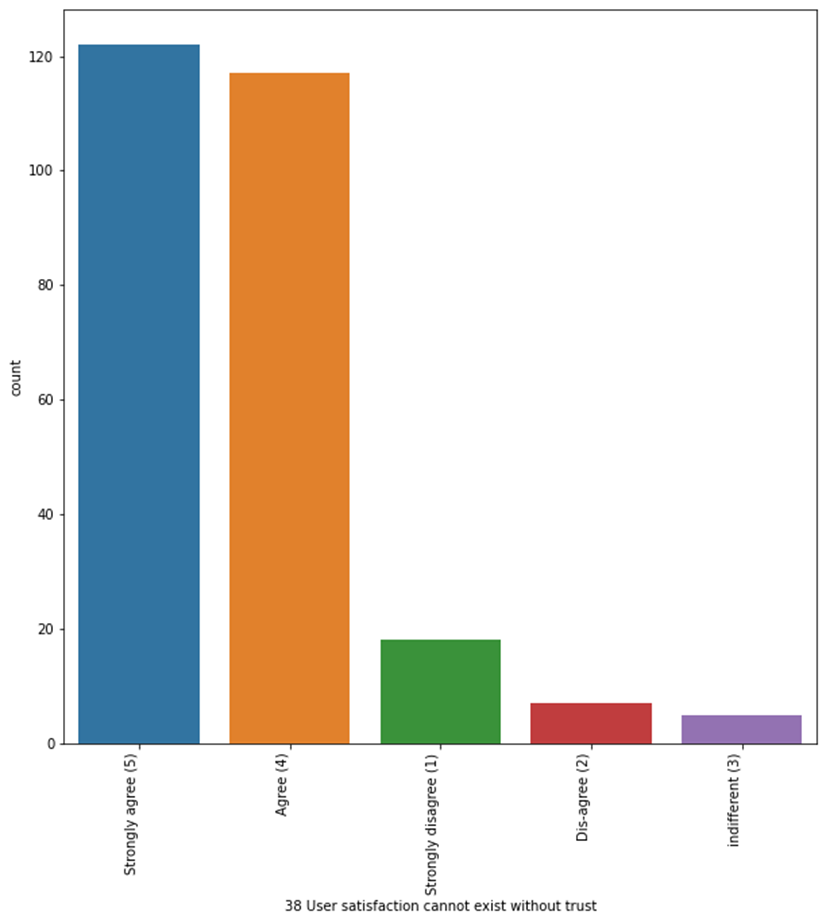 120
100
80
60
40
20
0
count
Strongly agree (5)
Agree (4)
Strongly disagree (1)
Dis-agree (2)
indifferent (3)
38 User satisfaction cannot exist without trust